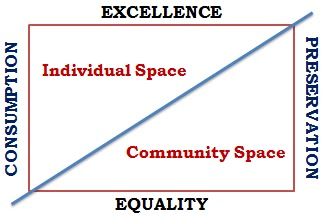 EXCELLENCE
CONSUMPTION
Individual Space
PRESERVATION
Community Space
EQUALITY